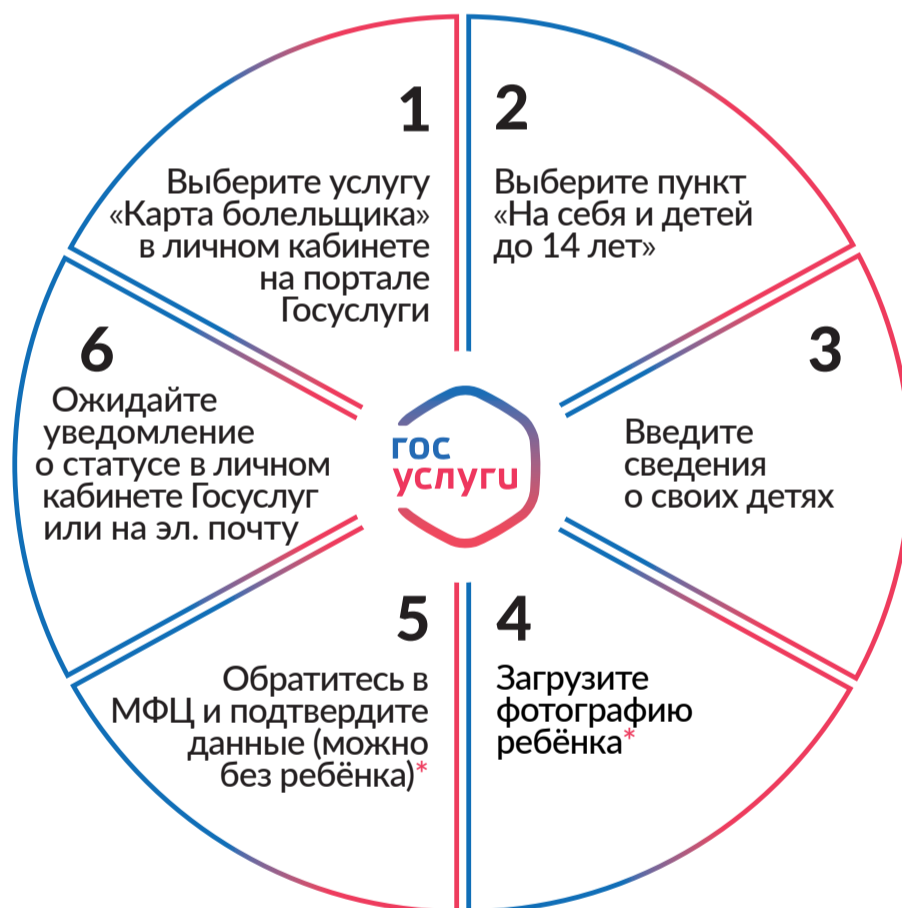 1
Выберите услугу
«Карта болельщика»
в личном кабинете
на портале
Госуслуги
2
Выберите пункт
«На себя и детей
до 14 лет»
3
Введите
сведения
о своих детях
4
Загрузите
фотографию
ребёнка*
5
Обратитесь в
МФЦ и подтвердите
данные (можно
без ребёнка)*
6
Ожидайте
уведомление
о статусе в личном
кабинете Госуслуг
или на эл. почту
гос
услуги